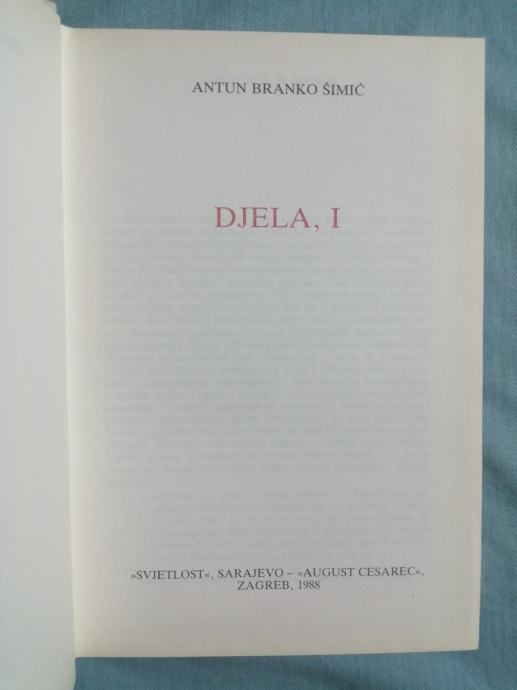 ANTUN BRANKO ŠIMIĆ
DJELA, I
»SVJETLOST«, SARAJEVO – »AUGUST CESAREC«,
ZAGREB, 1988